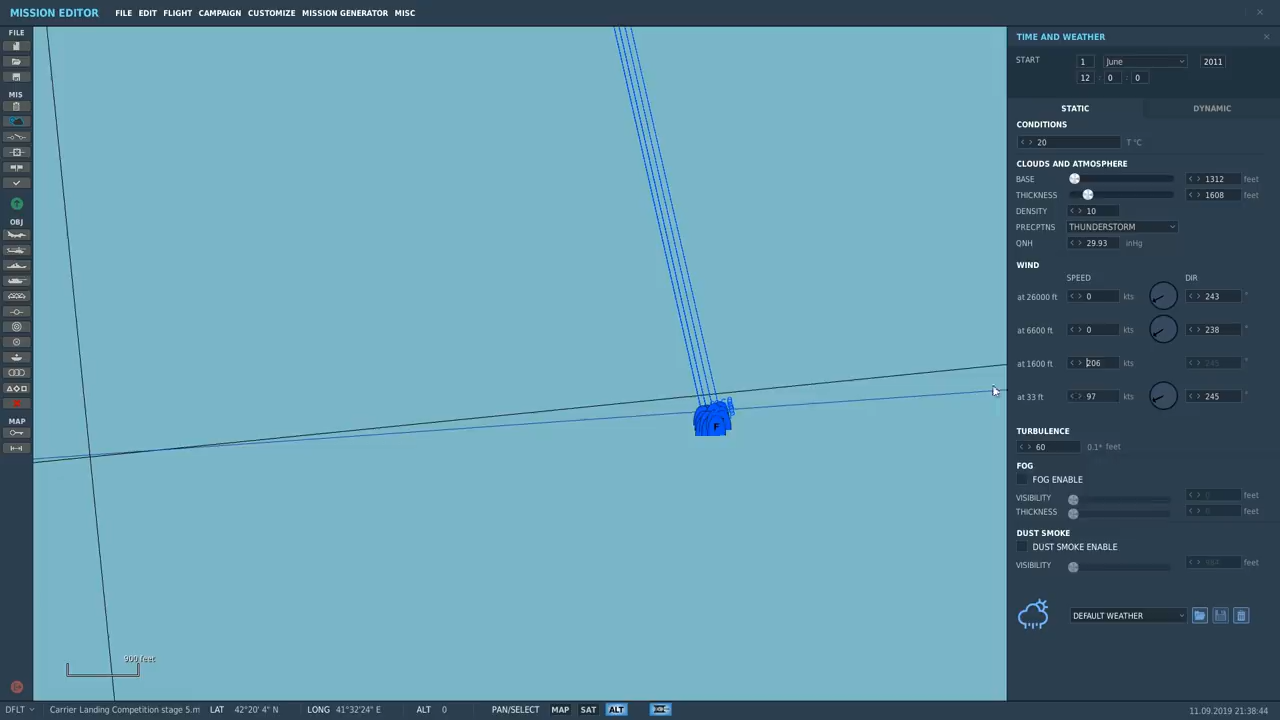 MISSION EDITOR FILE EDIT FLIGHT CAMPAIGN CUSTOMIZE MISSION GENERATOR MISC
FILE
MIS
OBJ
MAP
F
900 feet
TIME AND WEATHER
START 1 June 2011
12 : 0 : 0
STATIC DYNAMIC
CONDITIONS
20 T °C
CLOUDS AND ATMOSPHERE
BASE 1312 feet
THICKNESS 1608 feet
DENSITY 10
PRECPTNS THUNDERSTORM
QNH 29.93 inHg
WIND
SPEED DIR
at 26000 ft 0 kts 243 °
at 6600 ft 0 kts 238 °
at 1600 ft 206 kts 245 °
at 33 ft 97 kts 245 °
TURBULENCE
60 0.1* feet
FOG
FOG ENABLE
VISIBILITY 0 feet
THICKNESS 0 feet
DUST SMOKE
DUST SMOKE ENABLE
VISIBILITY 984 feet
DEFAULT WEATHER
DFLT Carrier Landing Competition stage 5.m LAT 42°20' 4" N LONG 41°32'24" E ALT 0 PAN/SELECT MAP SAT ALT 11.09.2019 21:38:44